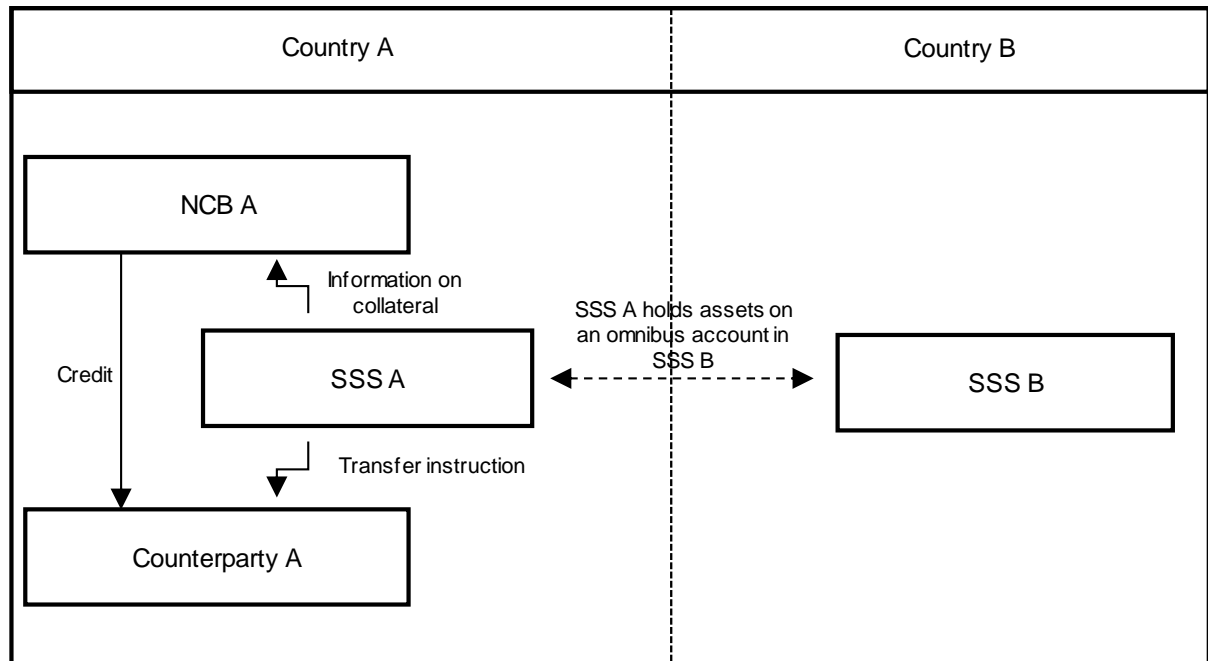 Country A
Country B
NCB A
Information on
collateral
SSS A holds assets on
an omnibus account in
SSS B
Credit
SSS A
SSS B
Transfer instruction
Counterparty A